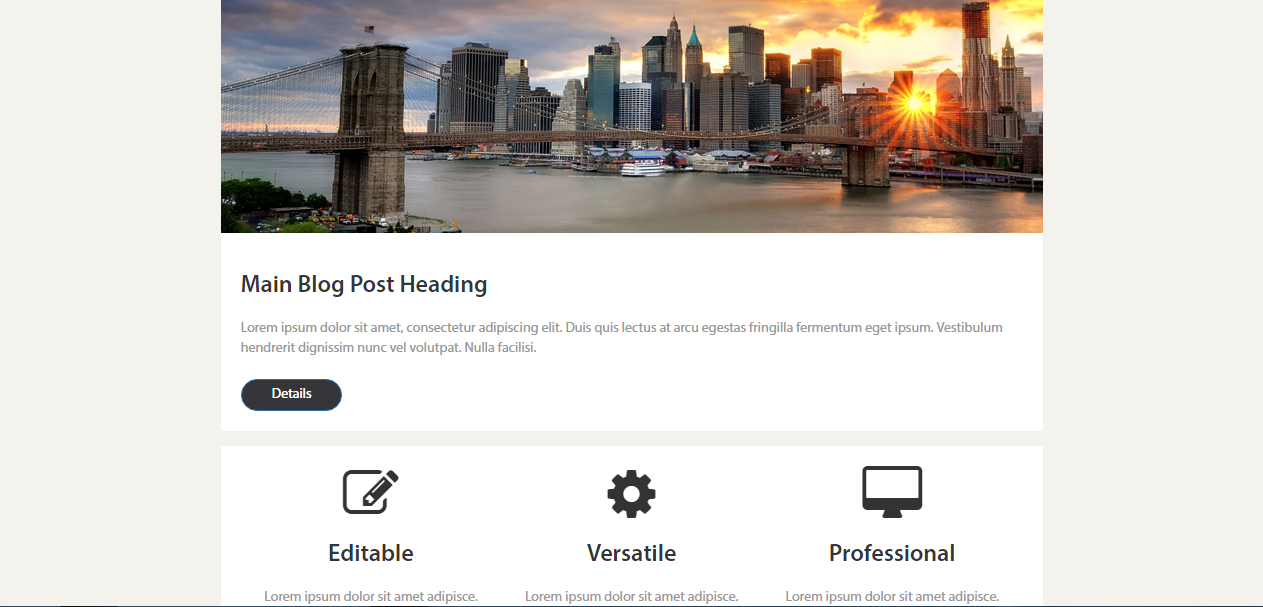 Main Blog Post Heading
Lorem ipsum dolor sit amet, consectetur adipiscing elit. Duis quis lectus at arcu egestas fringilla fermentum eget ipsum. Vestibulum
hendrerit dignissim nunc vel volutpat. Nulla facilisi.
Details
Editable
Versatile
Professional
Lorem ipsum dolor sit amet adipisce.
Lorem ipsum dolor sit amet adipisce.
Lorem ipsum dolor sit amet adipisce.